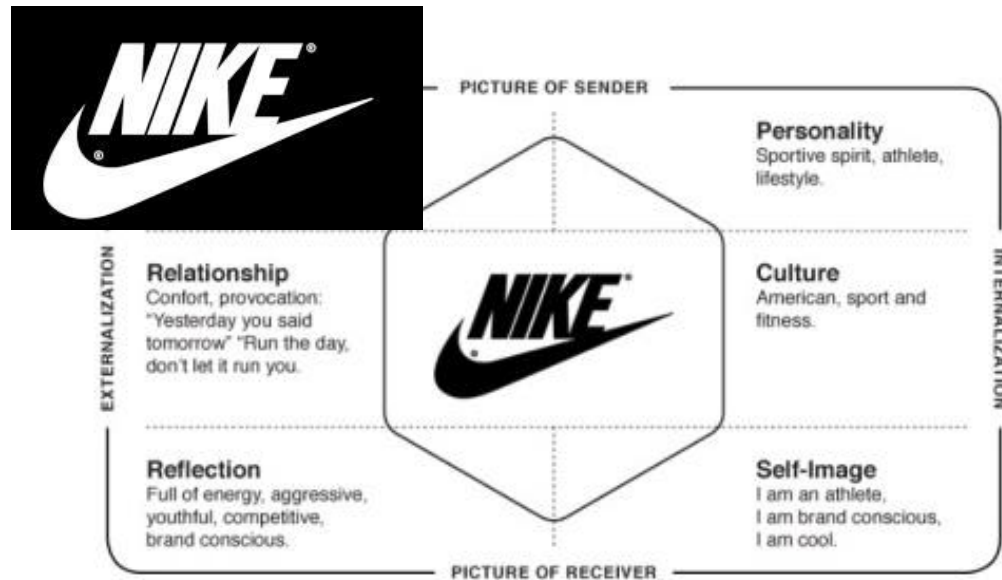 NIKE
PICTURE OF SENDER
Personality
Sportive spirit, athlete,
lifestyle.
EXTERNALIZATION
Relationship
Confort, provocation:
“Yesterday you said
tomorrow” “Run the day,
don’t let it run you.
NIKE
Culture
American, sport and
fitness.
INTERNALIZATION
Reflection
Full of energy, aggressive,
youthful, competitive,
brand conscious.
Self-Image
I am an athlete,
I am brand conscious,
I am cool.
PICTURE OF RECEIVER